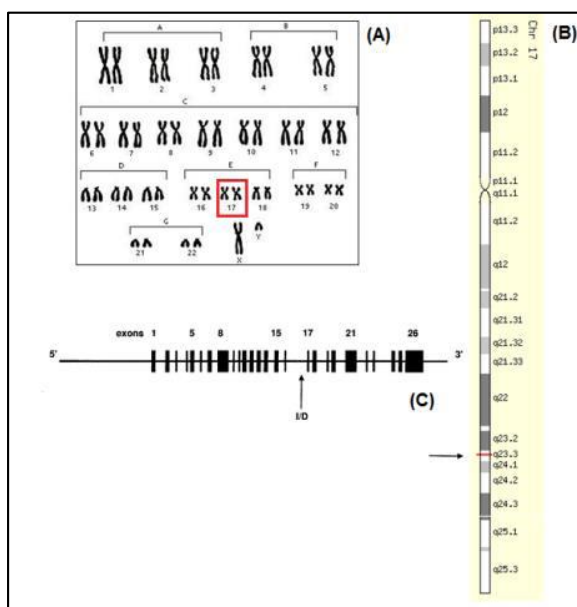 (A)
A B
1 2 3 4 5
C
6 7 8 9 10 11 12
D E F
13 14 15 16 17 18 19 20
G
21 22 X Y
(B)
Chr 17
p13.3
p13.2
p13.1
p12
p11.2
p11.1
q11.1
q11.2
q12
q21.2
q21.31
q21.32
q21.33
q22
q23.2
q23.3
q24.1
q24.2
q24.3
q25.1
q25.3
exons 1 5 8 15 17 21 26
5' 3'
I/D
(C)